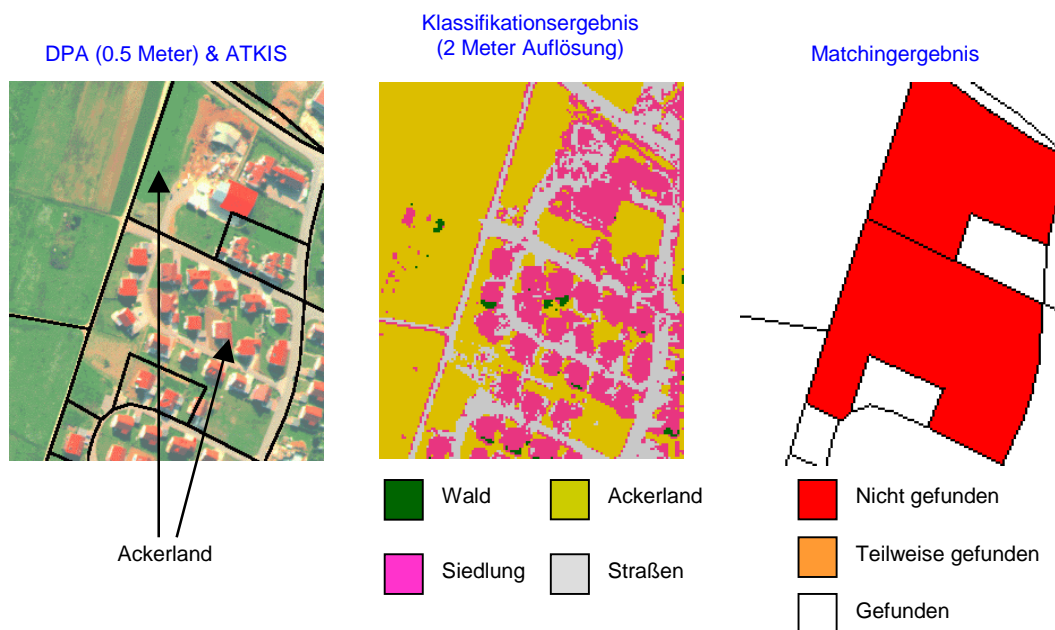 DPA (0.5 Meter) & ATKIS
Klassifikationsergebnis
(2 Meter Auflösung)
Matchingergebnis
Ackerland
Wald
Ackerland
Siedlung
Straßen
Nicht gefunden
Teilweise gefunden
Gefunden